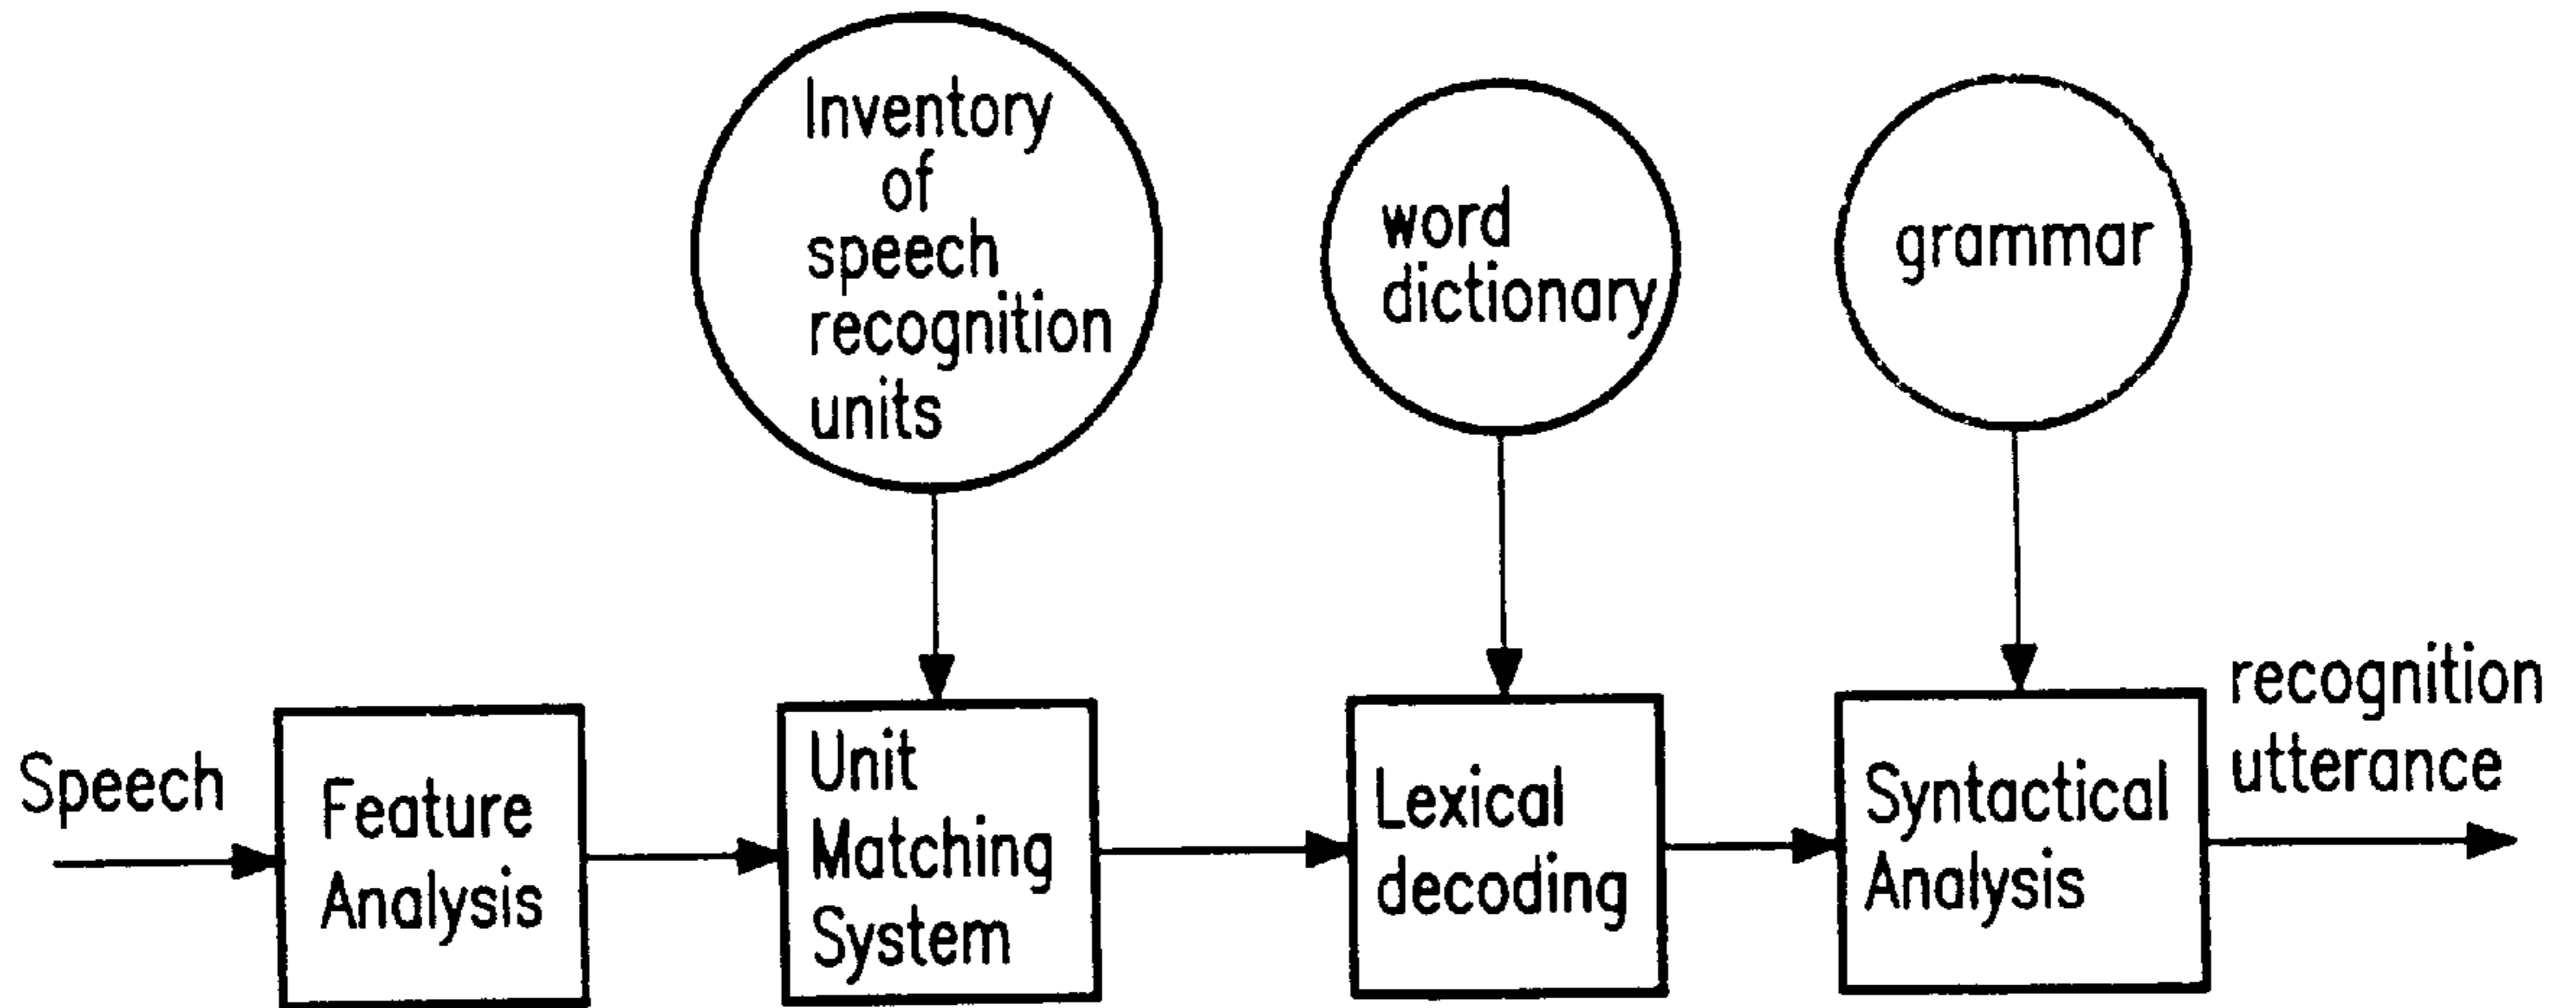 Inventory
of
speech
recognition
units
word
dictionary
grammar
Speech
Feature
Analysis
Unit
Matching
System
Lexical
decoding
Syntactical
Analysis
recognition
utterance